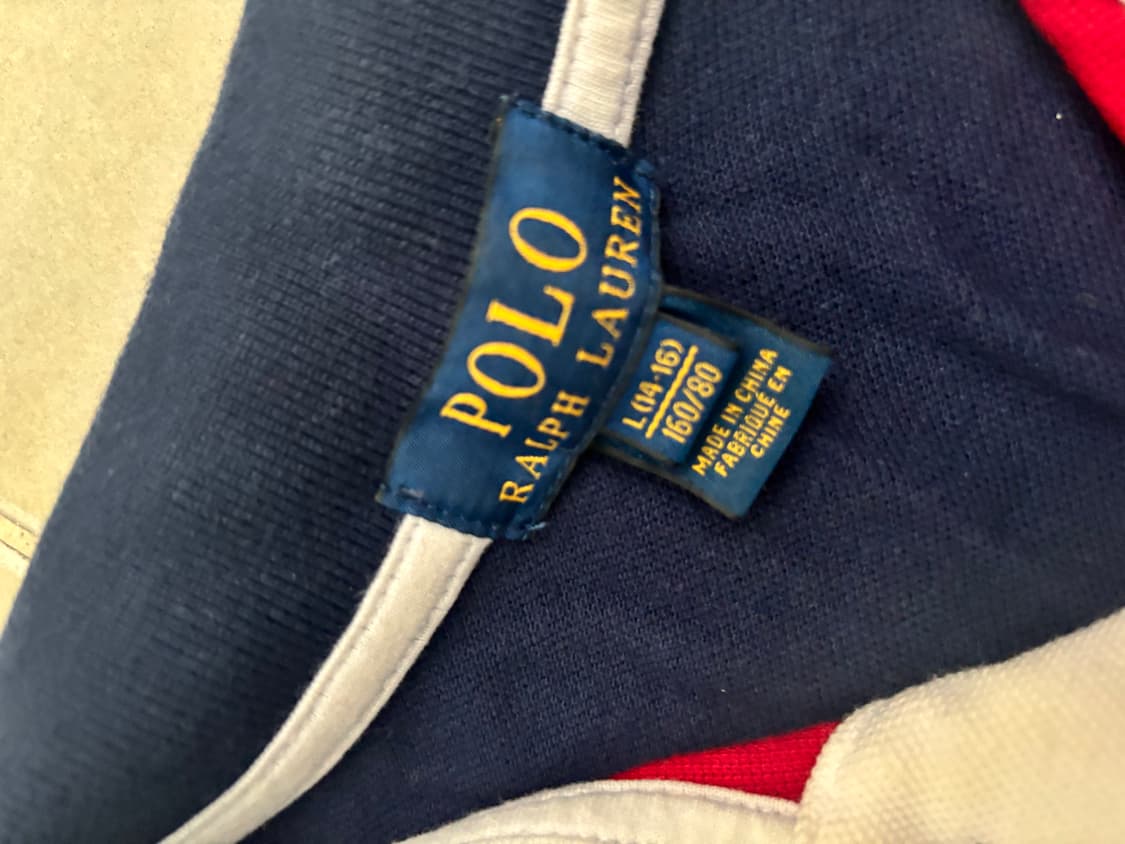 POLO
RALPH LAUREN
L (14-16)
160/80
MADE IN CHINA
FABRIQUÉ EN
CHINE